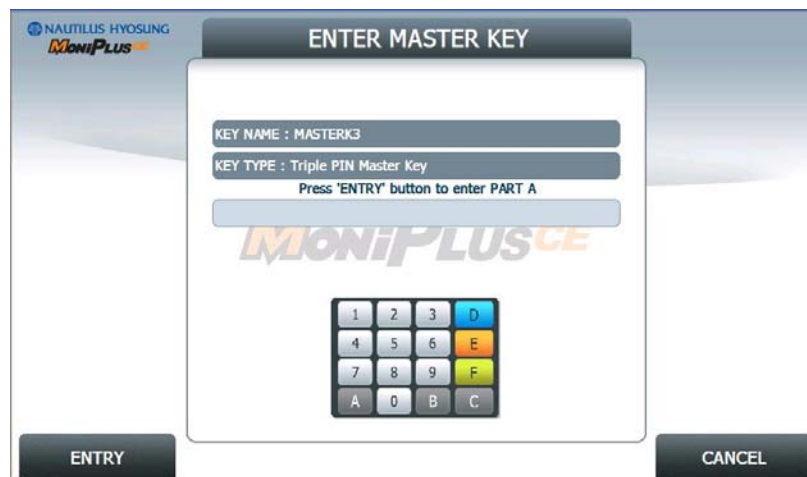 NAUTILUS HYOSUNG
MONiPLUS CE
ENTER MASTER KEY
KEY NAME : MASTERK3
KEY TYPE : Triple PIN Master Key
Press 'ENTRY' button to enter PART A
MONiPLUSCE
1 2 3 D
4 5 6 E
7 8 9 F
A 0 B C
ENTRY
CANCEL